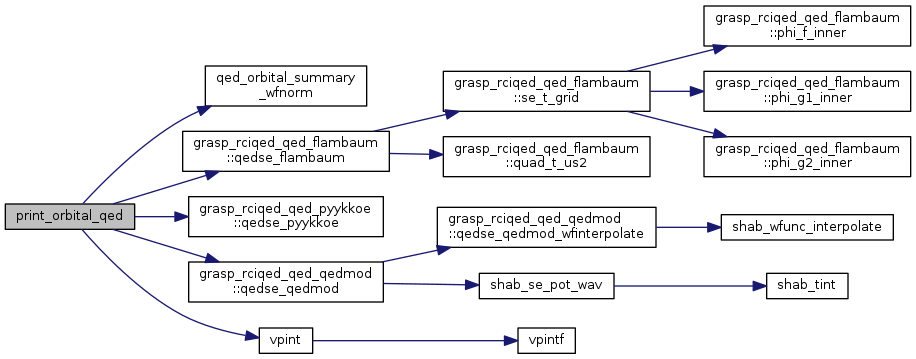 print_orbital_qed
qed_orbital_summary
_wfnorm
grasp_rciqed_qed_flambaum
::qedse_flambaum
grasp_rciqed_qed_pyykkoe
::qedse_pyykkoe
grasp_rciqed_qed_qedmod
::qedse_qedmod
vpint
grasp_rciqed_qed_flambaum
::se_t_grid
grasp_rciqed_qed_flambaum
::quad_t_us2
grasp_rciqed_qed_qedmod
::qedse_qedmod_wfinterpolate
shab_se_pot_wav
vpintf
grasp_rciqed_qed_flambaum
::phi_f_inner
grasp_rciqed_qed_flambaum
::phi_g1_inner
grasp_rciqed_qed_flambaum
::phi_g2_inner
shab_wfunc_interpolate
shab_tint